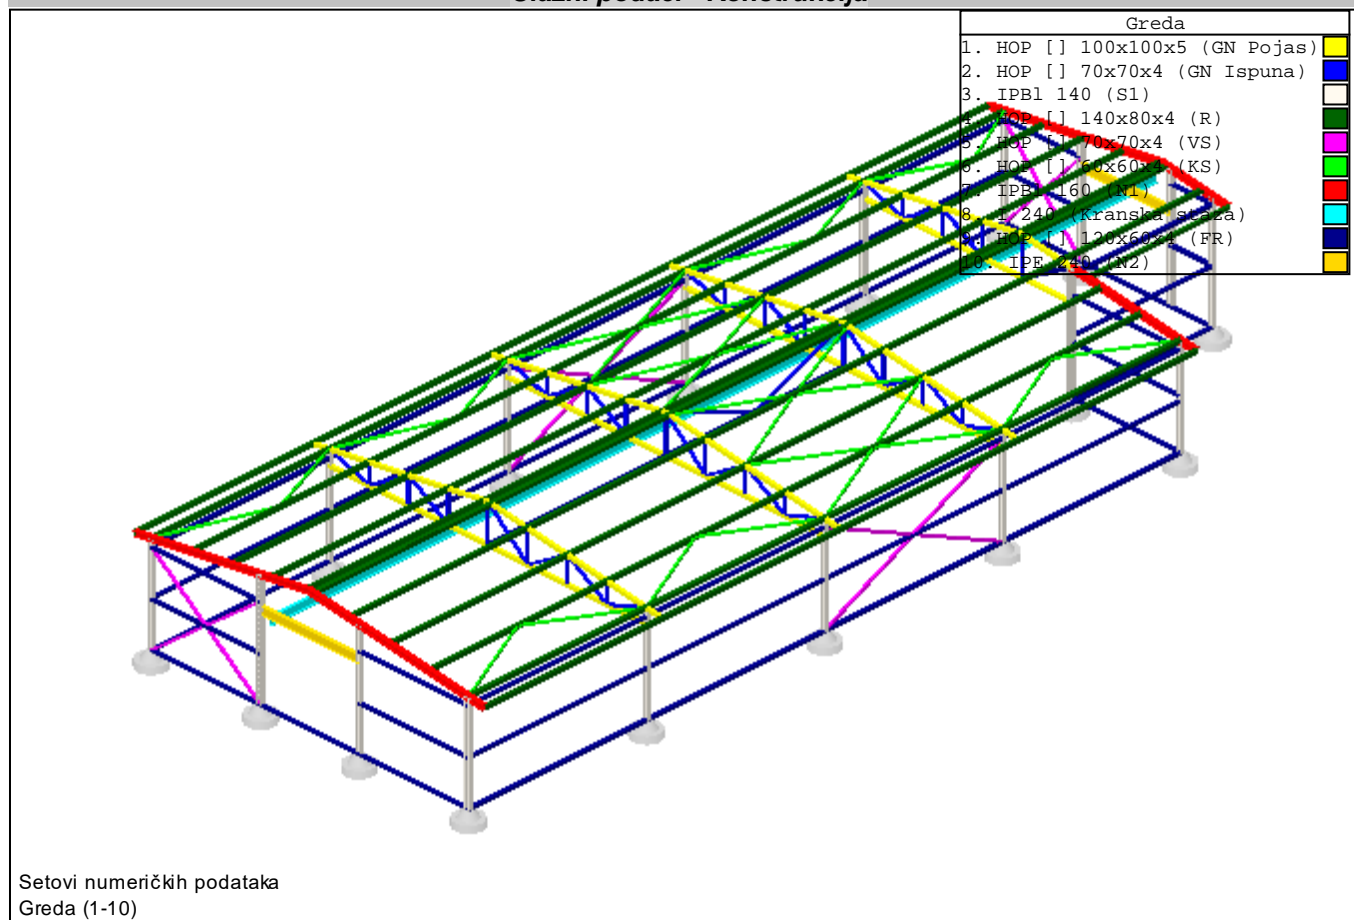 Ulazni podaci - Konstrukcija
Greda
1. HOP [] 100x100x5 (GN Pojas)
2. HOP [] 70x70x4 (GN Ispuna)
3. IPBl 140 (S1)
4. HOP [] 140x80x4 (R)
5. HOP [] 70x70x4 (VS)
6. HOP [] 60x60x4 (KS)
7. IPBl 160 (N1)
8. I 240 (Kranska staza)
9. HOP [] 120x60x4 (FR)
10. IPE 240 (N2)
Setovi numeričkih podataka
Greda (1-10)